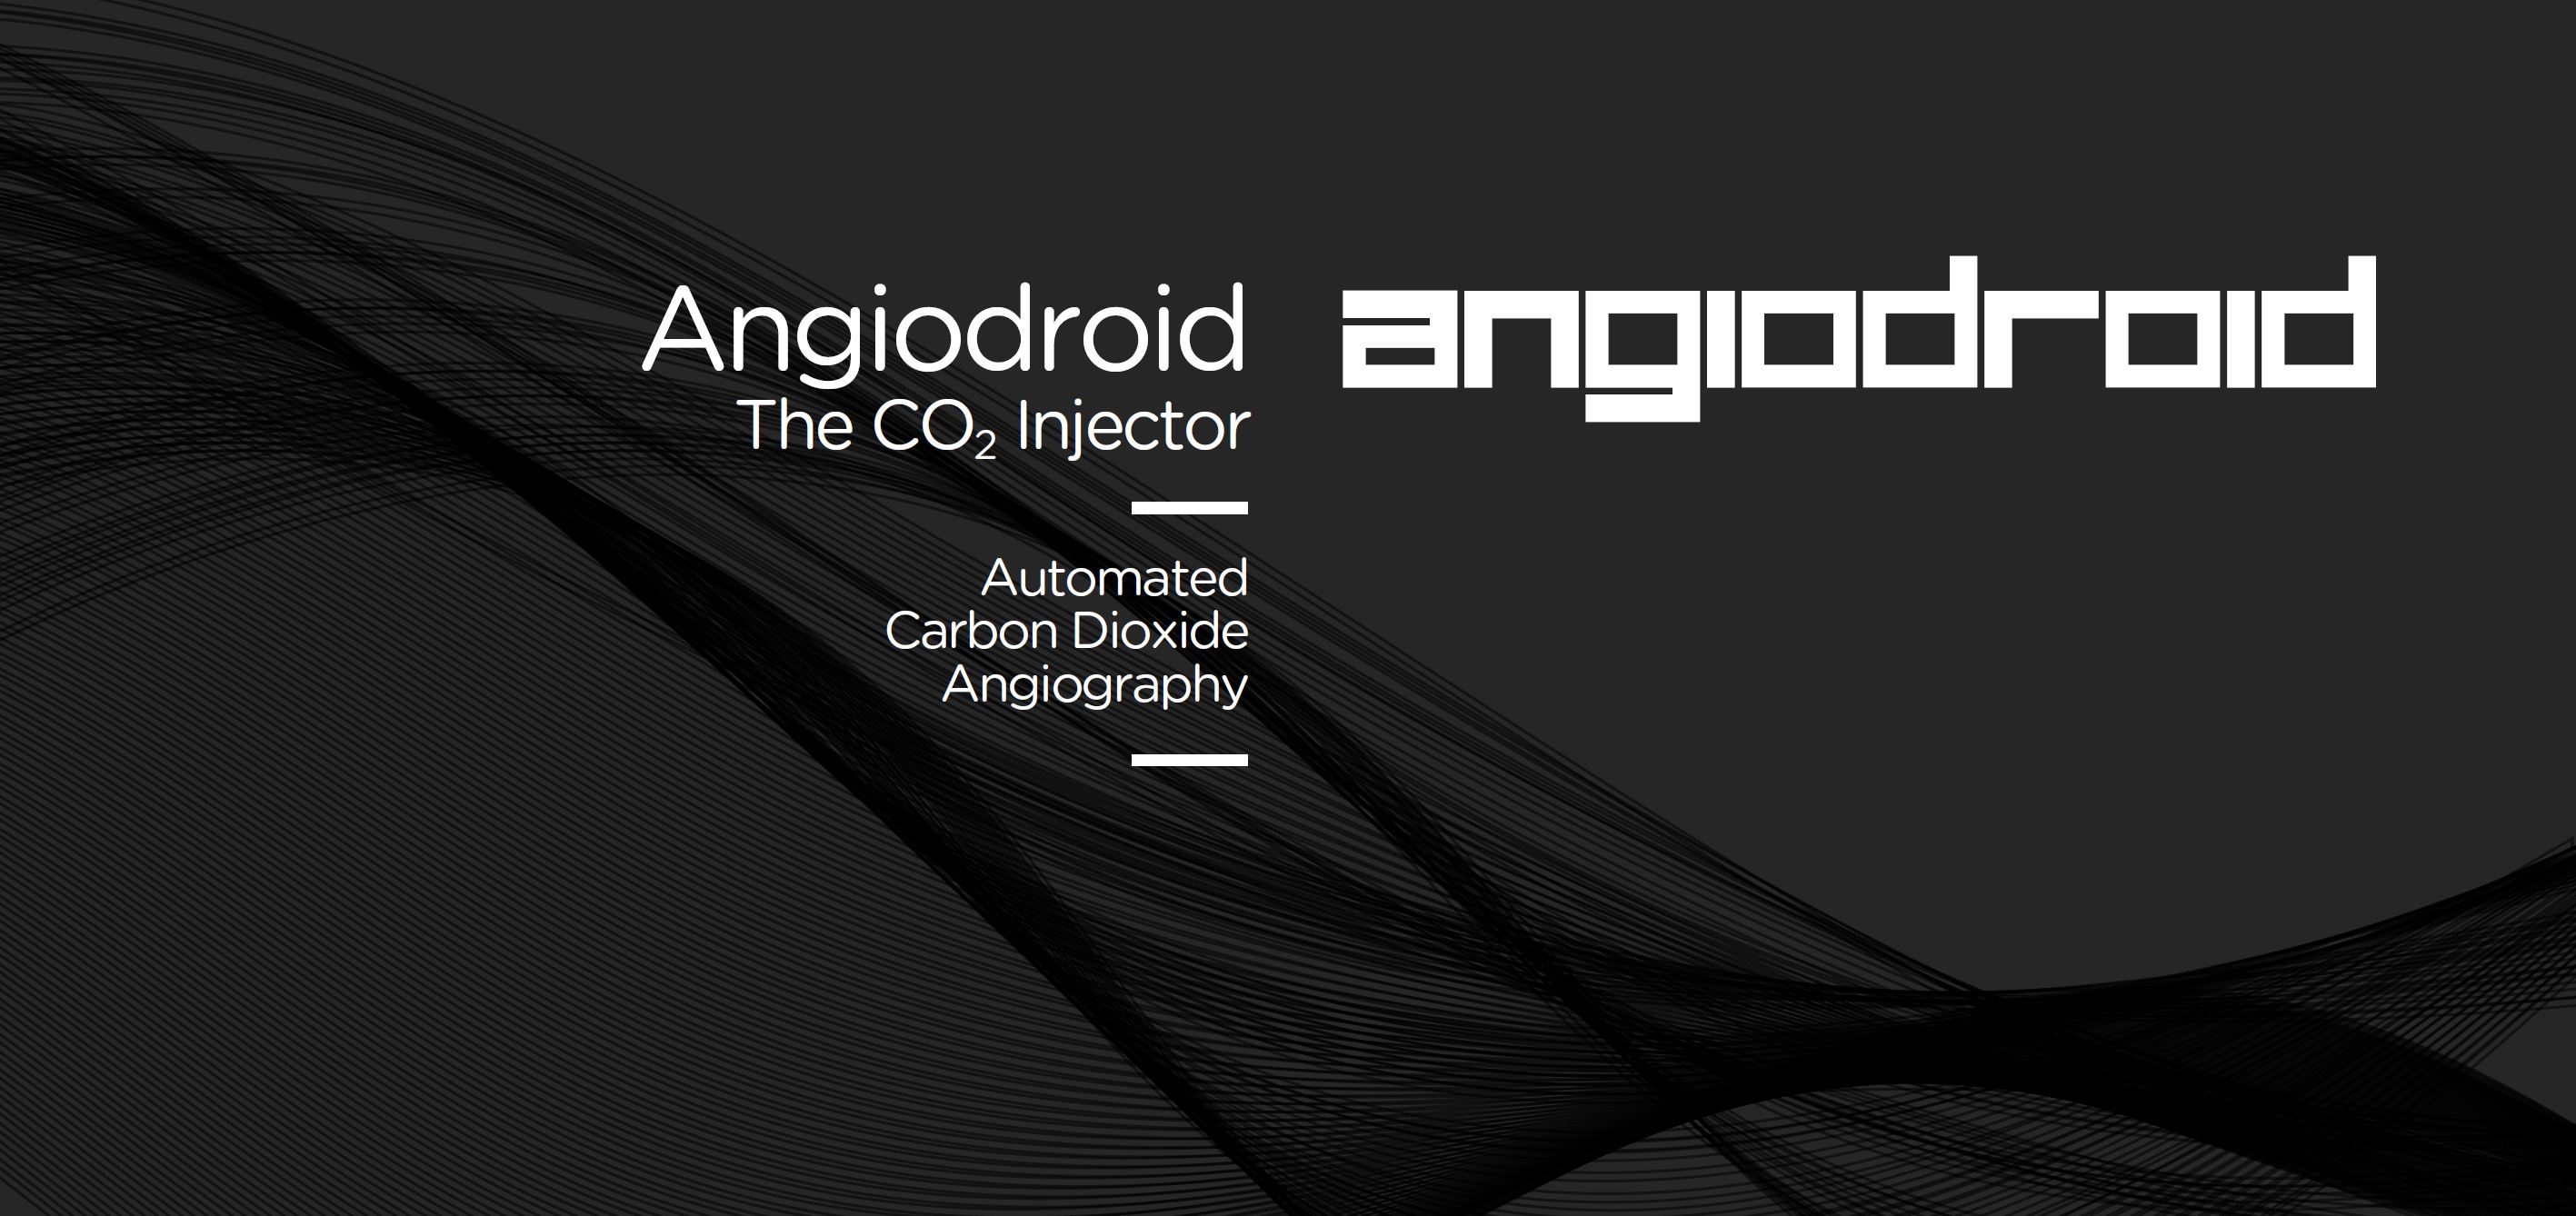 Angiodroid
The CO₂ Injector
Automated
Carbon Dioxide
Angiography
angiodroid